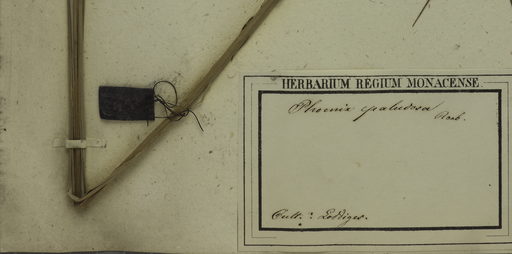 HERBARIUM REGIUM MONACENSE
Phoenix paludosa
Roxb.
Cult.: Loddiges.